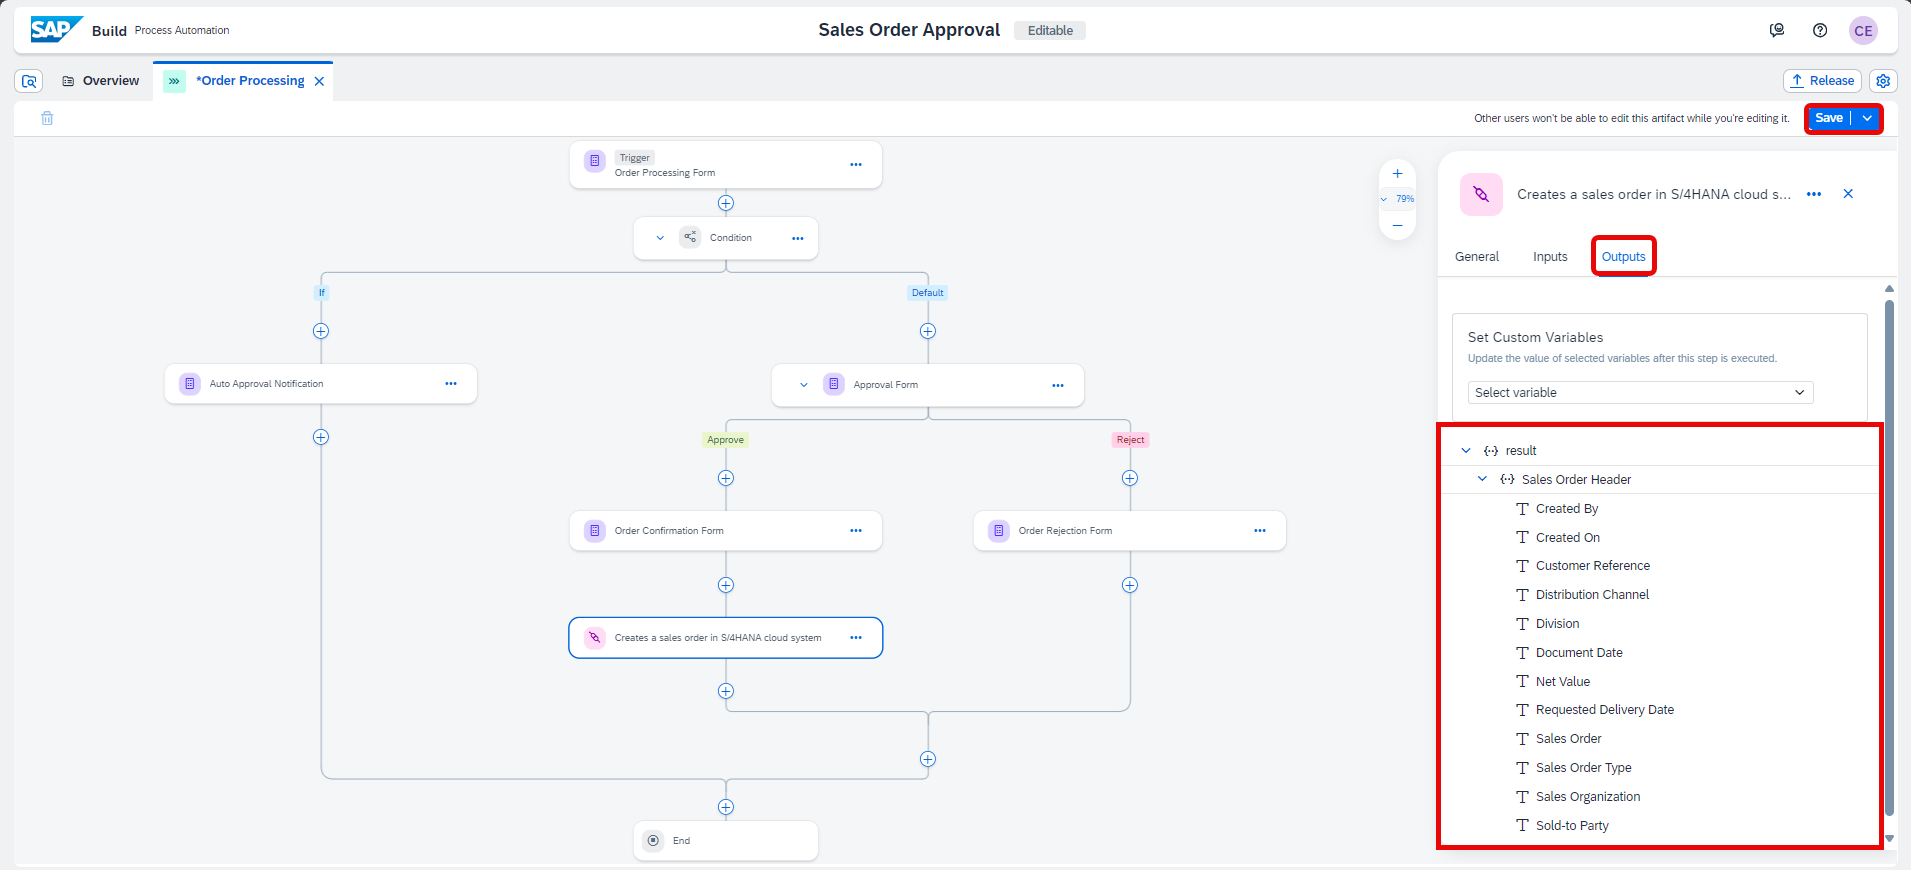 SAP Build Process Automation
Sales Order Approval Editable
CE
Overview
*Order Processing
Release
Other users won't be able to edit this artifact while you're editing it.
Save
Trigger
Order Processing Form
Condition
If
Default
Auto Approval Notification
Approval Form
Approve
Reject
Order Confirmation Form
Order Rejection Form
Creates a sales order in S/4HANA cloud system
End
79%
Creates a sales order in S/4HANA cloud s...
General Inputs Outputs
Set Custom Variables
Update the value of selected variables after this step is executed.
Select variable
result
Sales Order Header
Created By
Created On
Customer Reference
Distribution Channel
Division
Document Date
Net Value
Requested Delivery Date
Sales Order
Sales Order Type
Sales Organization
Sold-to Party